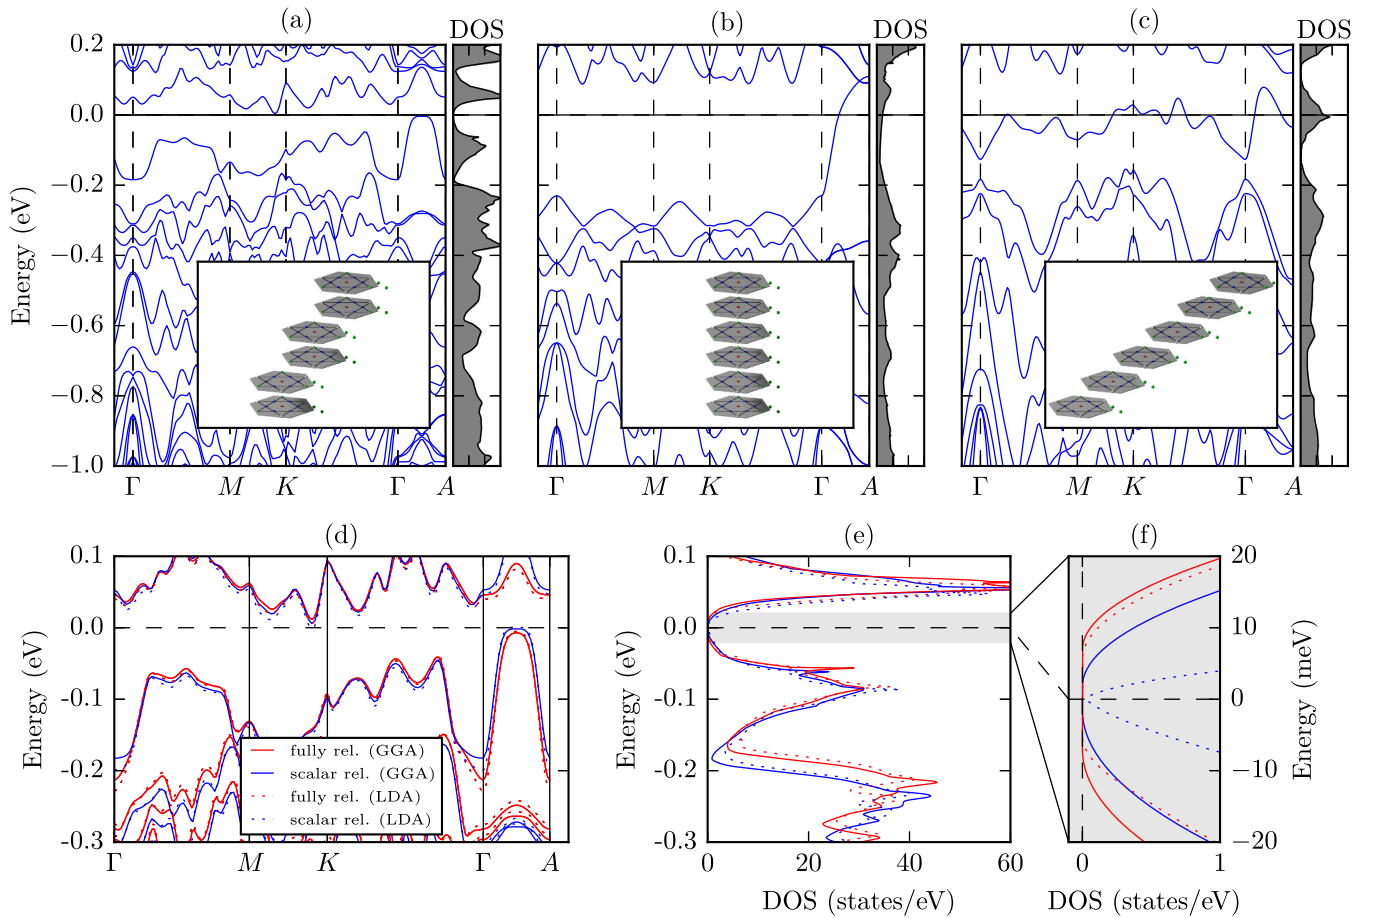 (a) DOS (b) DOS (c) DOS
Energy (eV)
0.2
0.0
−0.2
−0.4
−0.6
−0.8
−1.0
Γ M K Γ A Γ M K Γ A Γ M K Γ A
(d) (e) (f)
Energy (eV)
0.1
0.0
-0.1
-0.2
-0.3
fully rel. (GGA)
scalar rel. (GGA)
fully rel. (LDA)
scalar rel. (LDA)
Γ M K Γ A
Energy (eV)
0.1
0.0
-0.1
-0.2
-0.3
0 20 40 60
DOS (states/eV)
20
10
0
−10
−20
Energy (meV)
0 1
DOS (states/eV)